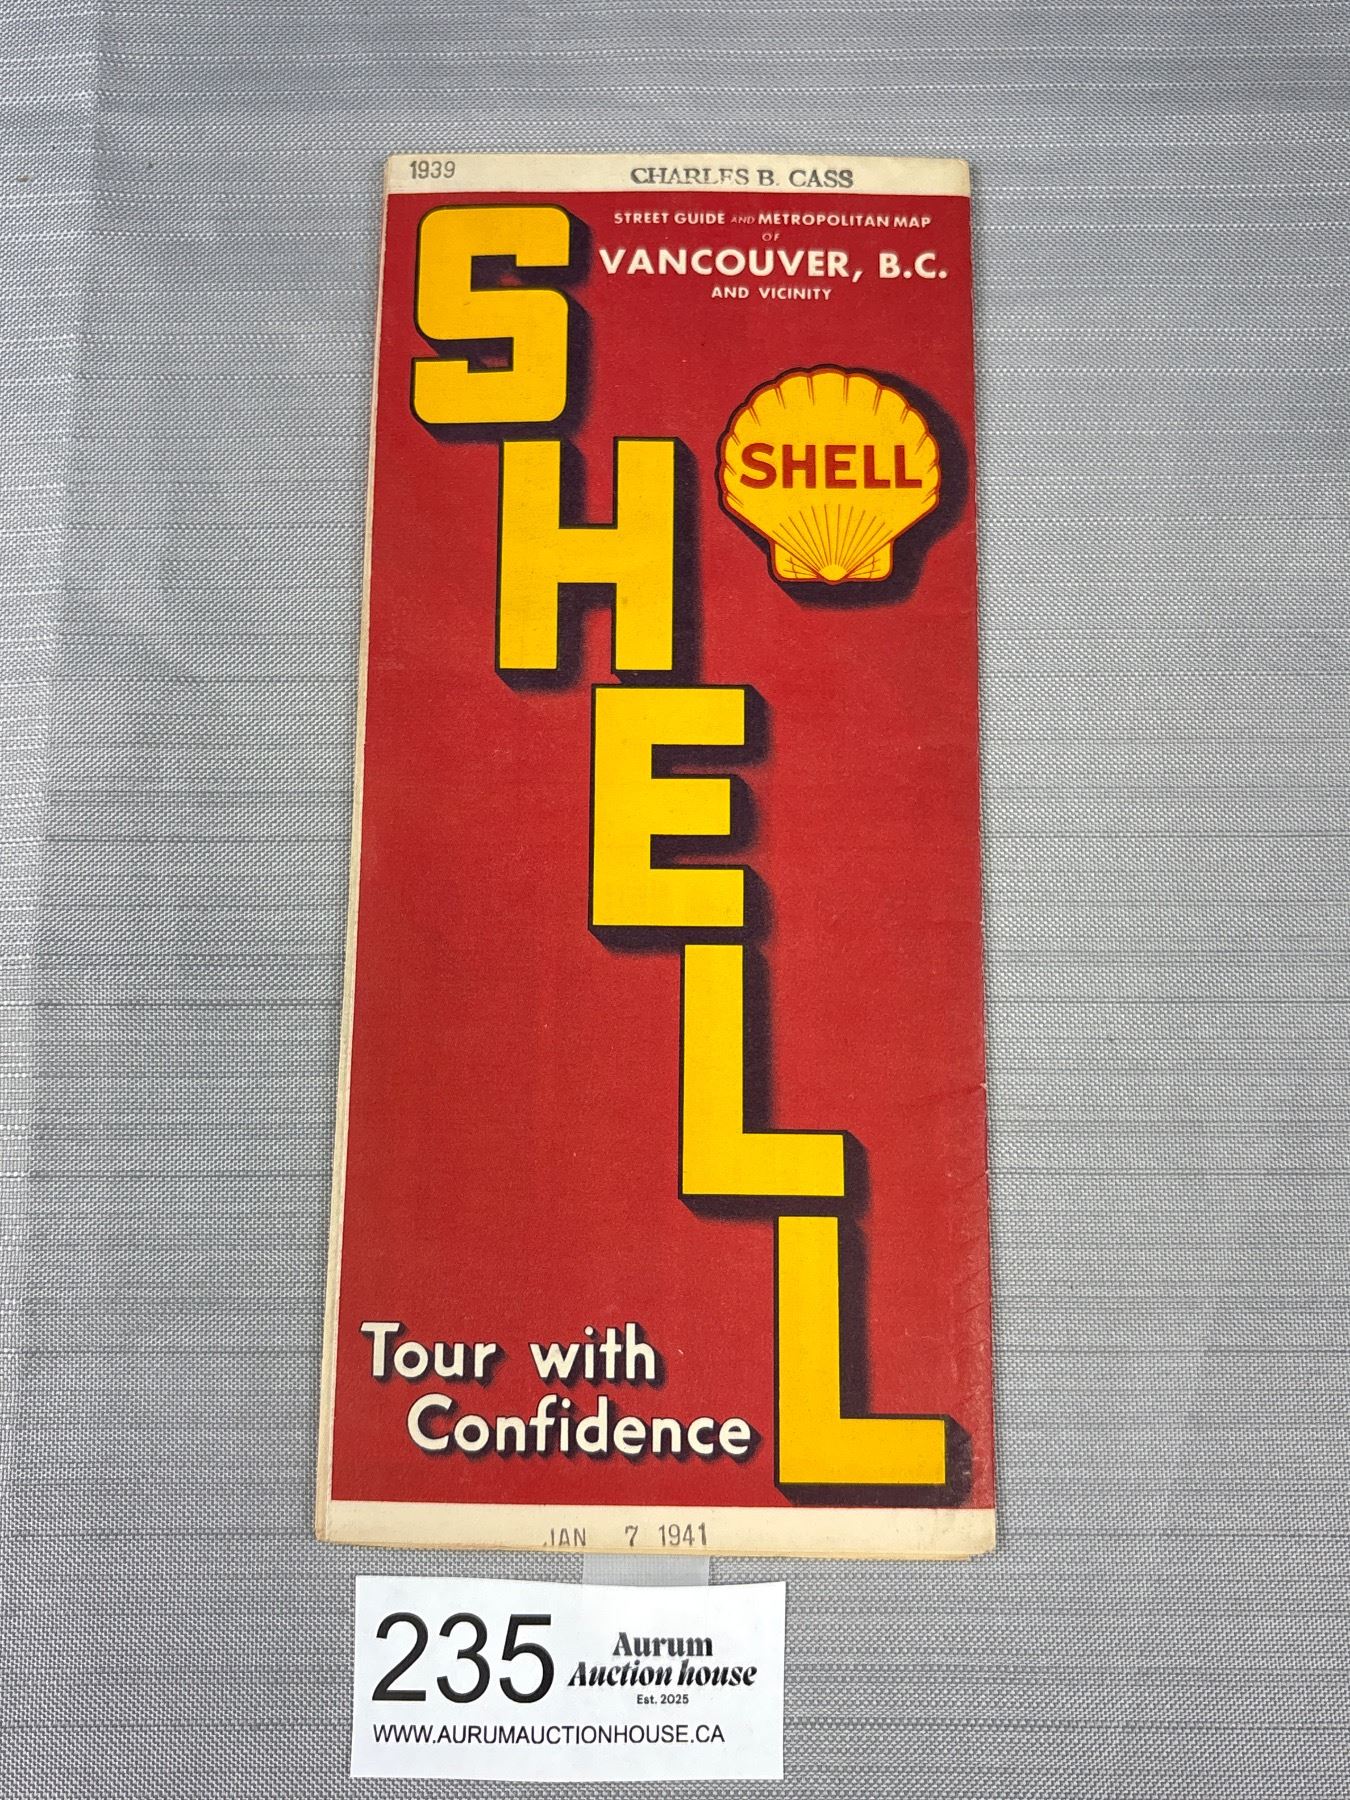 1939
CHARLES B. CASS
STREET GUIDE AND METROPOLITAN MAP
OF
VANCOUVER, B.C.
AND VICINITY
SHELL
SHELL
Tour with
Confidence
JAN 7 1941
235
Aurum
Auction house
Est. 2025
WWW.AURUMAUCTIONHOUSE.CA